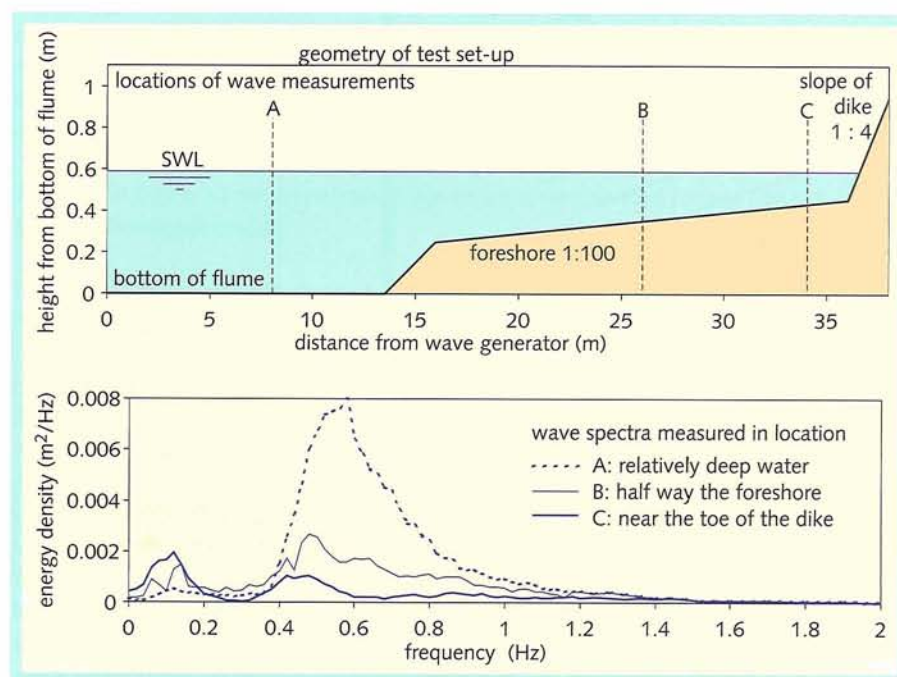 geometry of test set-up
locations of wave measurements
slope of
dike
1 : 4
A
B
C
SWL
foreshore 1:100
bottom of flume
height from bottom of flume (m)
1
0.8
0.6
0.4
0.2
0
0
5
10
15
20
25
30
35
distance from wave generator (m)
energy density (m²/Hz)
0.008
0.006
0.004
0.002
0
wave spectra measured in location
A: relatively deep water
B: half way the foreshore
C: near the toe of the dike
0
0.2
0.4
0.6
0.8
1
1.2
1.4
1.6
1.8
2
frequency (Hz)